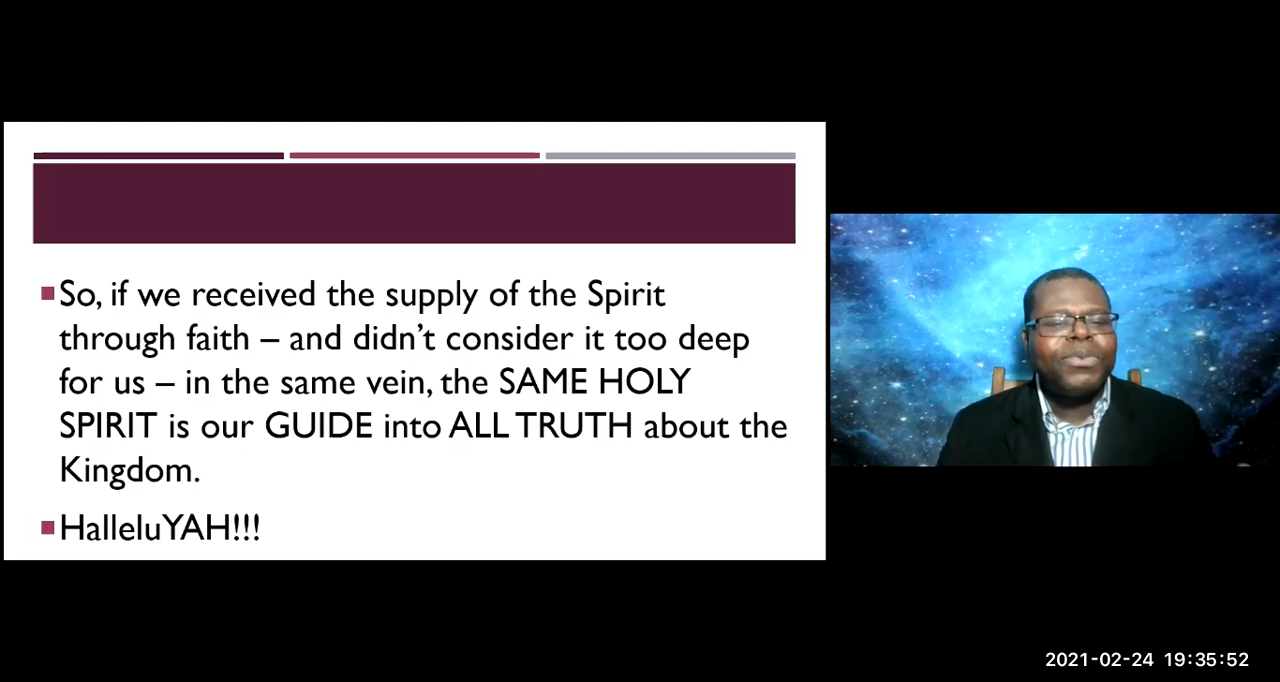 So, if we received the supply of the Spirit
through faith – and didn’t consider it too deep
for us – in the same vein, the SAME HOLY
SPIRIT is our GUIDE into ALL TRUTH about the
Kingdom.
HalleluYAH!!!
2021-02-24 19:35:52